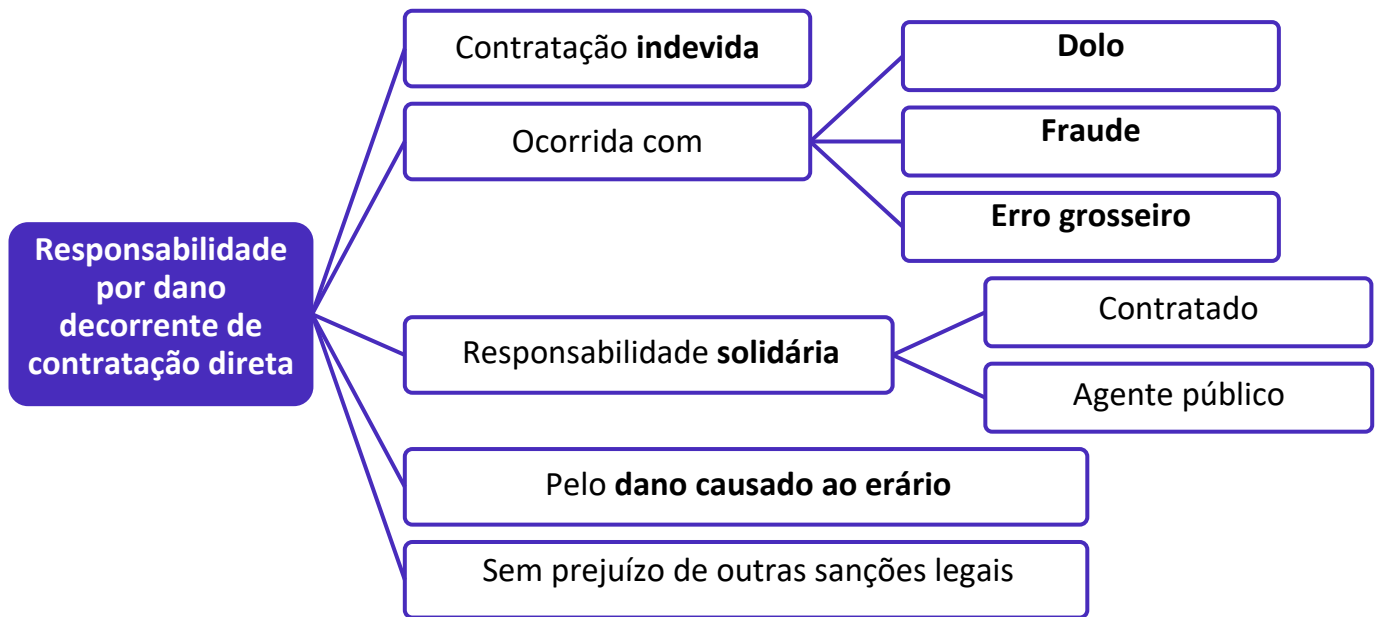 Responsabilidade
por dano
decorrente de
contratação direta
Contratação indevida
Ocorrida com
Dolo
Fraude
Erro grosseiro
Responsabilidade solidária
Contratado
Agente público
Pelo dano causado ao erário
Sem prejuízo de outras sanções legais